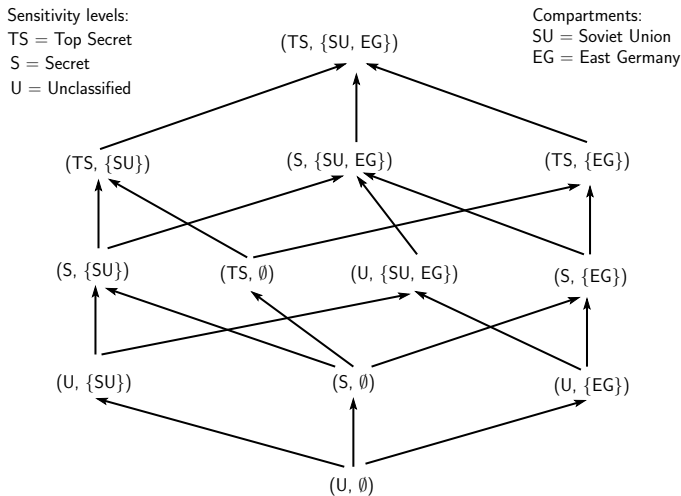 Sensitivity levels:
TS = Top Secret
S = Secret
U = Unclassified
Compartments:
SU = Soviet Union
EG = East Germany
(TS, {SU, EG})
(TS, {SU})
(S, {SU, EG})
(TS, {EG})
(S, {SU})
(TS, ∅)
(U, {SU, EG})
(S, {EG})
(U, {SU})
(S, ∅)
(U, {EG})
(U, ∅)